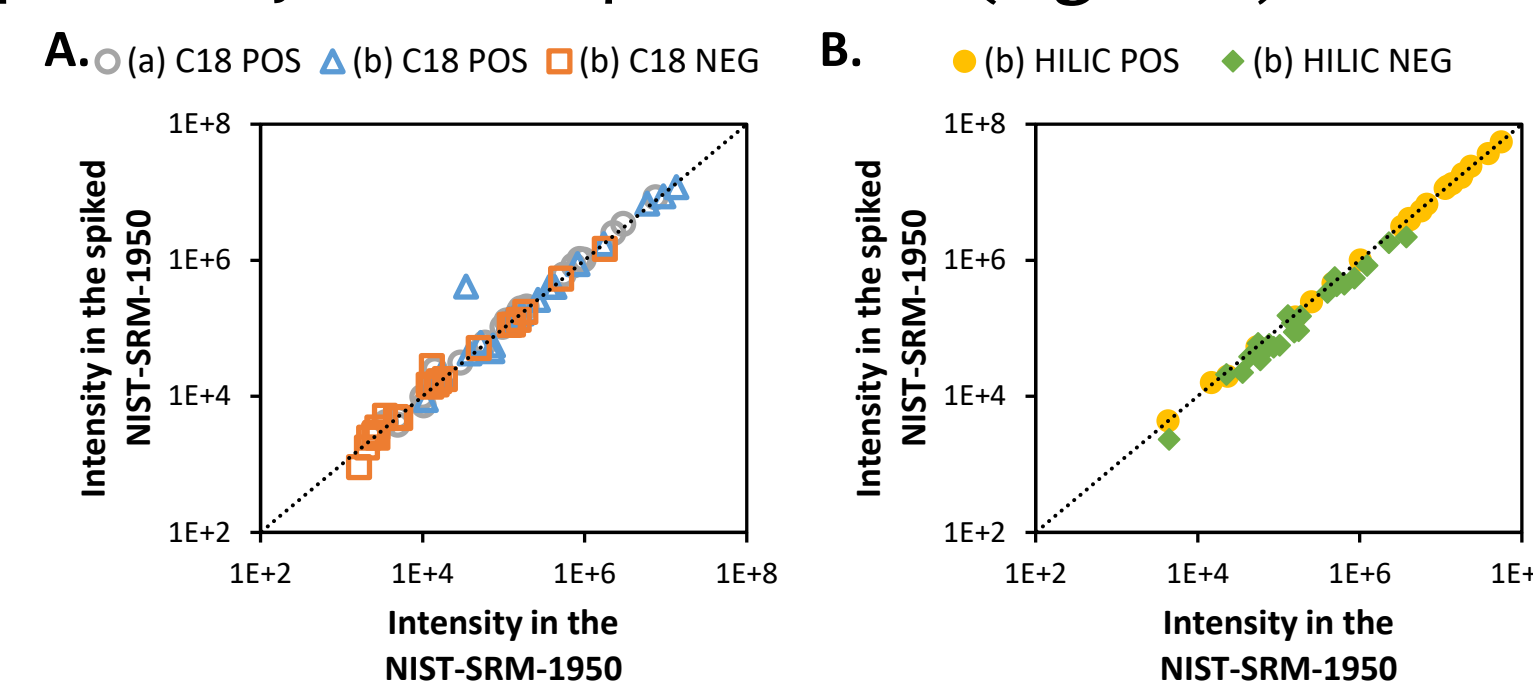 A. (a) C18 POS (b) C18 POS (b) C18 NEG
Intensity in the spiked
NIST-SRM-1950
1E+8
1E+6
1E+4
1E+2
1E+2 1E+4 1E+6 1E+8
Intensity in the
NIST-SRM-1950
B. (b) HILIC POS (b) HILIC NEG
Intensity in the spiked
NIST-SRM-1950
1E+8
1E+6
1E+4
1E+2
1E+2 1E+4 1E+6 1E+
Intensity in the
NIST-SRM-1950